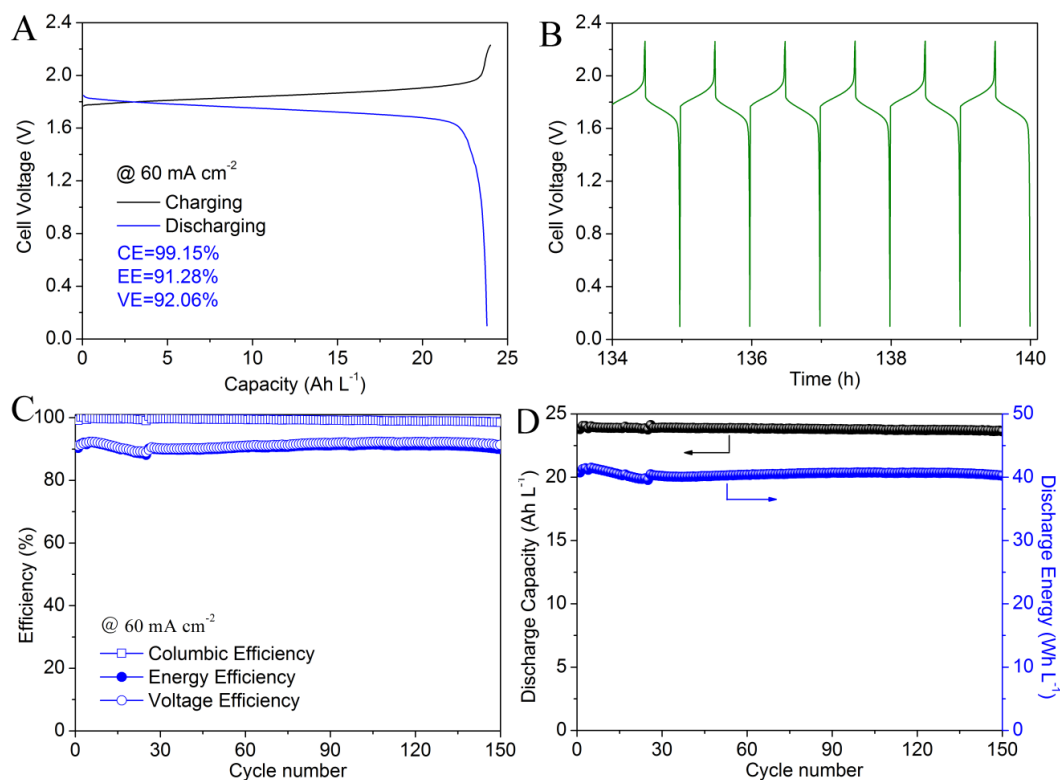 A
2.4
2.0
1.6
1.2
0.8
0.4
0.0
Cell Voltage (V)
@ 60 mA cm⁻²
Charging
Discharging
CE=99.15%
EE=91.28%
VE=92.06%
0 5 10 15 20 25
Capacity (Ah L⁻¹)
B
2.4
2.0
1.6
1.2
0.8
0.4
0.0
Cell Voltage (V)
134 136 138 140
Time (h)
C
100
80
60
40
20
0
Efficiency (%)
@ 60 mA cm⁻²
Columbic Efficiency
Energy Efficiency
Voltage Efficiency
0 30 60 90 120 150
Cycle number
D
25
20
15
10
5
0
Discharge Capacity (Ah L⁻¹)
50
40
30
20
10
0
Discharge Energy (Wh L⁻¹)
0 30 60 90 120 150
Cycle number